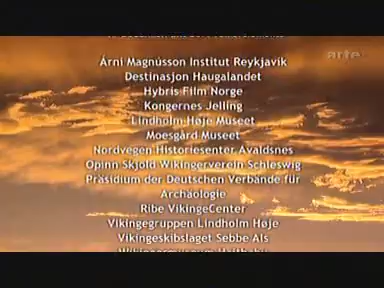 arte
Árni Magnússon Institut Reykjavík
Destinasjon Haugalandet
Hybris Film Norge
Kongernes Jelling
Lindholm Høje Museet
Moesgård Museet
Nordvegen Historiesenter Avaldsnes
Opinn Skjold Wikingerverein Schleswig
Präsidium der Deutschen Verbände für
Archäologie
Ribe VikingeCenter
Vikingegruppen Lindholm Høje
Vikingeskibslaget Sebbe Als